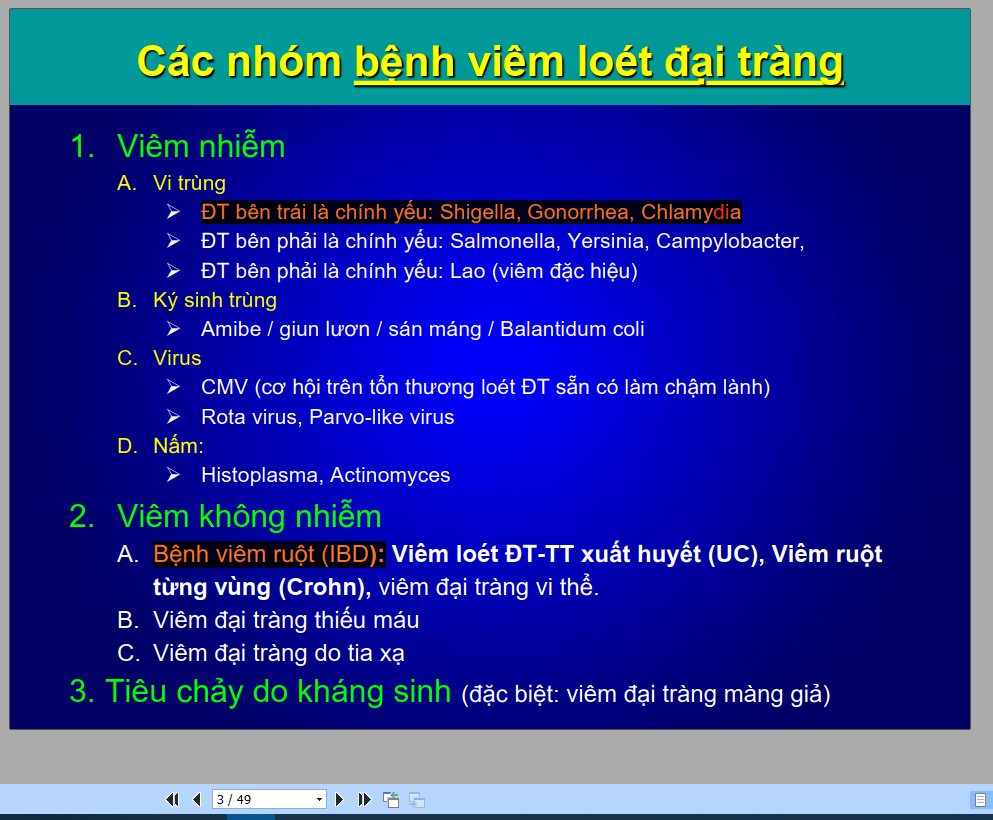 Các nhóm bệnh viêm loét đại tràng
1. Viêm nhiễm
A. Vi trùng
➢ ĐT bên trái là chính yếu: Shigella, Gonorrhea, Chlamydia
➢ ĐT bên phải là chính yếu: Salmonella, Yersinia, Campylobacter,
➢ ĐT bên phải là chính yếu: Lao (viêm đặc hiệu)
B. Ký sinh trùng
➢ Amibe / giun lươn / sán máng / Balantidum coli
C. Virus
➢ CMV (cơ hội trên tổn thương loét ĐT sẵn có làm chậm lành)
➢ Rota virus, Parvo-like virus
D. Nấm:
➢ Histoplasma, Actinomyces
2. Viêm không nhiễm
A. Bệnh viêm ruột (IBD): Viêm loét ĐT-TT xuất huyết (UC), Viêm ruột
từng vùng (Crohn), viêm đại tràng vi thể.
B. Viêm đại tràng thiếu máu
C. Viêm đại tràng do tia xạ
3. Tiêu chảy do kháng sinh (đặc biệt: viêm đại tràng màng giả)
3 / 49